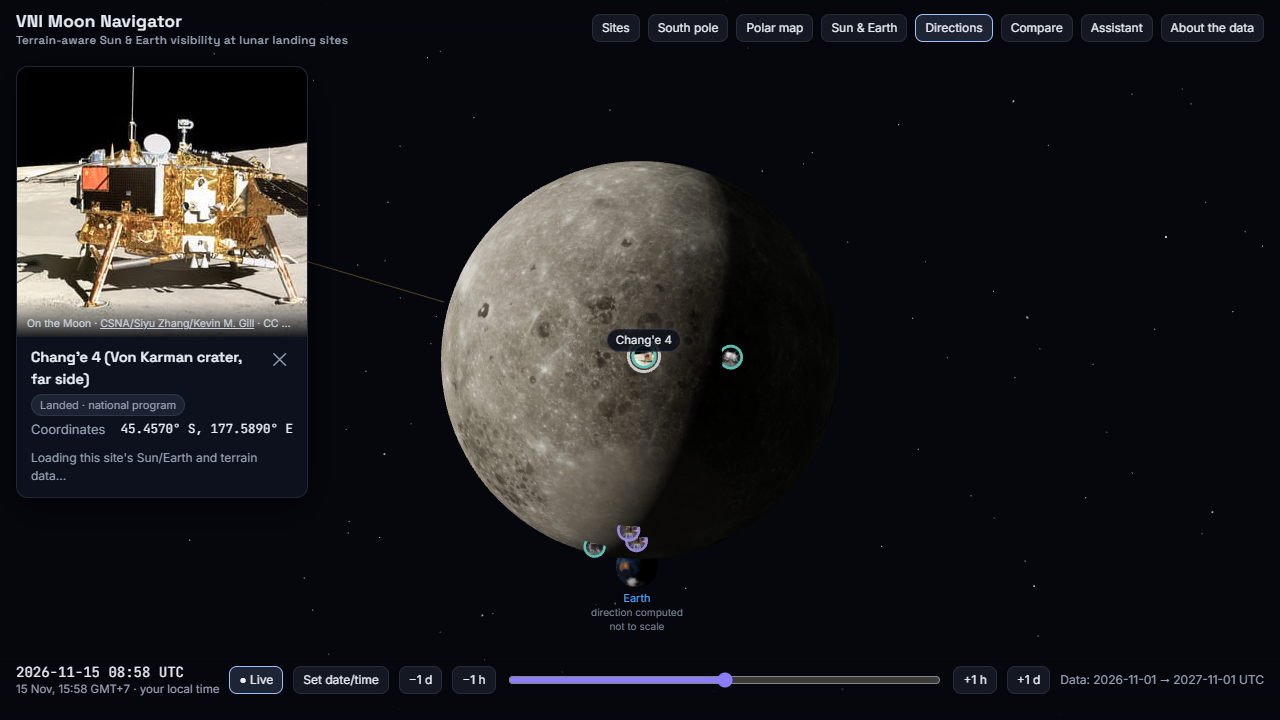 VNI Moon Navigator
Terrain-aware Sun & Earth visibility at lunar landing sites
Sites
South pole
Polar map
Sun & Earth
Directions
Compare
Assistant
About the data
On the Moon · CSNA/Siyu Zhang/Kevin M. Gill · CC ...
Chang'e 4 (Von Karman crater,
far side)
Landed · national program
Coordinates 45.4570° S, 177.5890° E
Loading this site's Sun/Earth and terrain
data...
Chang'e 4
Earth
direction computed
not to scale
2026-11-15 08:58 UTC
15 Nov, 15:58 GMT+7 · your local time
● Live
Set date/time
−1 d
−1 h
+1 h
+1 d
Data: 2026-11-01 → 2027-11-01 UTC